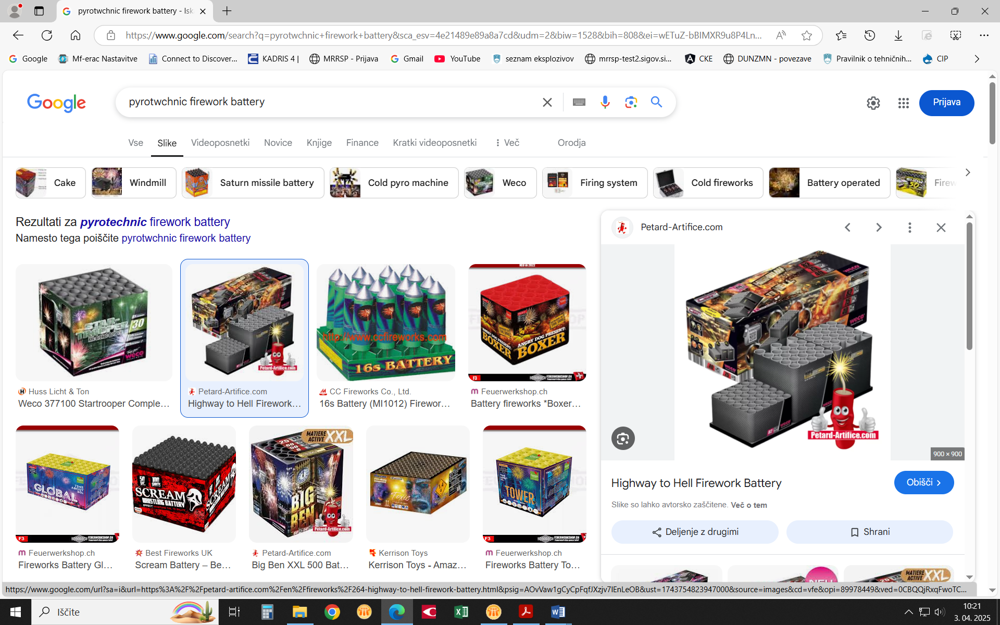 pyrotwchnic firework battery - Isk
https://www.google.com/search?q=pyrotwchnic+firework+battery&sca_esv=4e21489e89a8a7cd&udm=2&biw=1528&bih=808&ei=wETuZ-bBIMXR9u8P4Ln...
Google Mf-erac Nastavitve Connect to Discover... KADRIS 4 | MRRSP - Prijava Gmail YouTube seznam eksplozivov mrrsp-test2.sigov.si... CKE DUNZMN - povezave Pravilnik o tehničnih... CIP
Google
pyrotwchnic firework battery
Prijava
Vse Slike Videoposnetki Novice Knjige Finance Kratki videoposnetki Več Orodja
Cake Windmill Saturn missile battery Cold pyro machine Weco Firing system Cold fireworks Battery operated Firew
Rezultati za pyrotechnic firework battery
Namesto tega poiščite pyrotwchnic firework battery
STAR-
TROOPER 30
weco
Petard-Artifice.com
http://www.ccfireworks.com
16s BATTERY
ANGRY DOG PRESENT:
BOXER BOXER
F3
Huss Licht & Ton
Weco 377100 Startrooper Comple...
Petard-Artifice.com
Highway to Hell Firework...
CC Fireworks Co., Ltd.
16s Battery (MI1012) Firewor...
Feuerwerkshop.ch
Battery fireworks *Boxer...
GLOBAL
F3
SCREAM
WHISTLING BATTERY
MATIERE
ACTIVE XXL
BIG
BEN
Petard-Artifice.com
Toxic
TOWER
F3
Feuerwerkshop.ch
Fireworks Battery Gl...
Best Fireworks UK
Scream Battery – Be...
Petard-Artifice.com
Big Ben XXL 500 Bat...
Kerrison Toys
Kerrison Toys - Amaz...
Feuerwerkshop.ch
Fireworks Battery To...
Petard-Artifice.com
weco
Petard-Artifice.com
900 × 900
Highway to Hell Firework Battery
Obišči
Slike so lahko avtorsko zaščitene. Več o tem
Deljenje z drugimi
Shrani
NEU
MATIERE
ACTIVE XXL
https://www.google.com/url?sa=i&url=https%3A%2F%2Fpetard-artifice.com%2Fen%2Ffireworks%2F264-highway-to-hell-firework-battery.html&psig=AOvVaw1gCyCpFqfJXzjv7lEnLeOB&ust=1743754823947000&source=images&cd=vfe&opi=89978449&ved=0CBQQjRxqFwoTC...
Iščite
10:21
3. 04. 2025